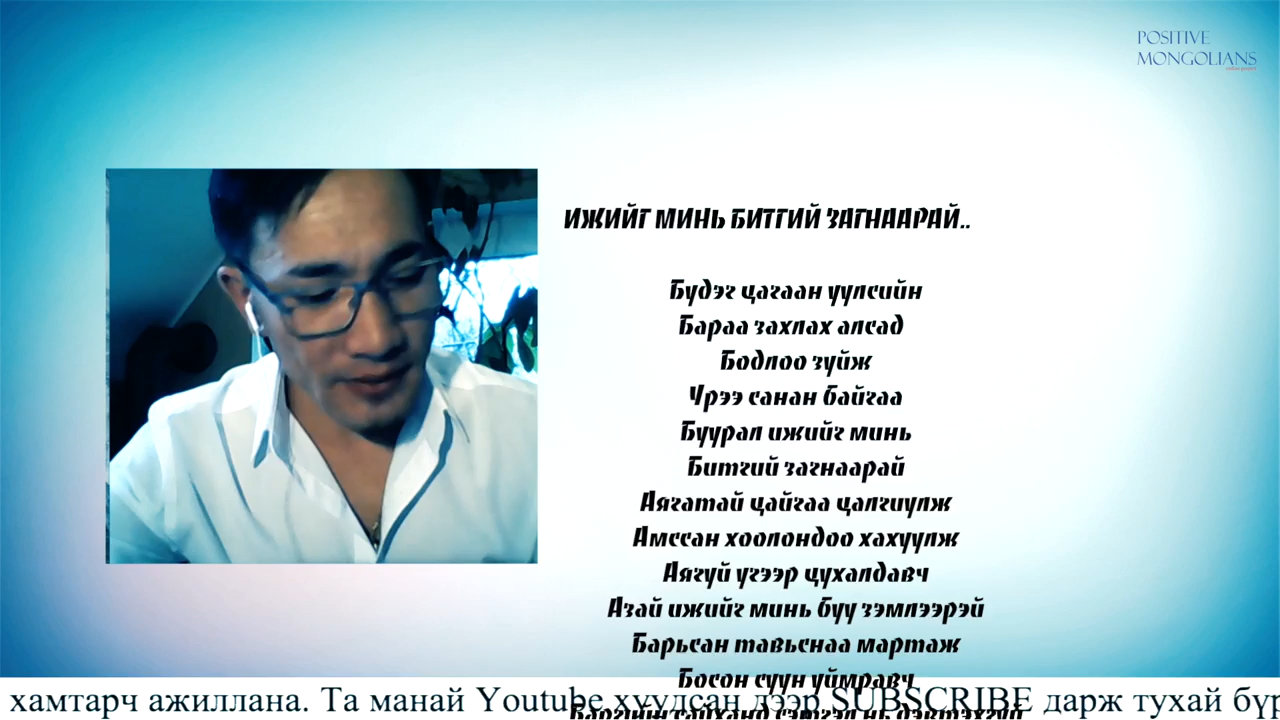 POSITIVE
MONGOLIANS
ИЖИЙГ МИНЬ БИТГИЙ ЗАГНААРАЙ..
Бүдэг цагаан уулсийн
Бараа захлах алсад
Бодлоо зүйж
Үрээ санан байгаа
Буурал ижийг минь
Битгий загнаарай
Аягатай цайгаа цалгиулж
Амссан хоолондоо хахуулж
Аягүй үгээр цухалдавч
Азай ижийг минь бүү зэмлээрэй
Барьсан тавьснаа мартаж
Босон суун үймравч
хамтарч ажиллана. Та манай Youtube хуудсан дээр SUBSCRIBE дарж тухай бүр